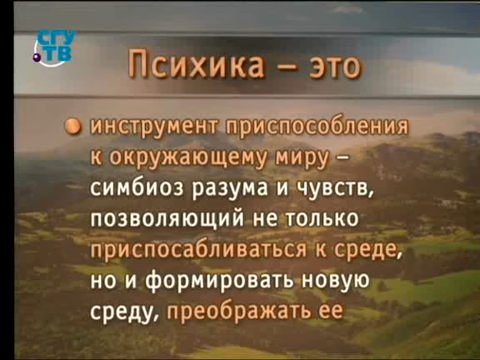 СГУ
ТВ
Психика – это
инструмент приспособления
к окружающему миру –
симбиоз разума и чувств,
позволяющий не только
приспосабливаться к среде,
но и формировать новую
среду, преображать ее